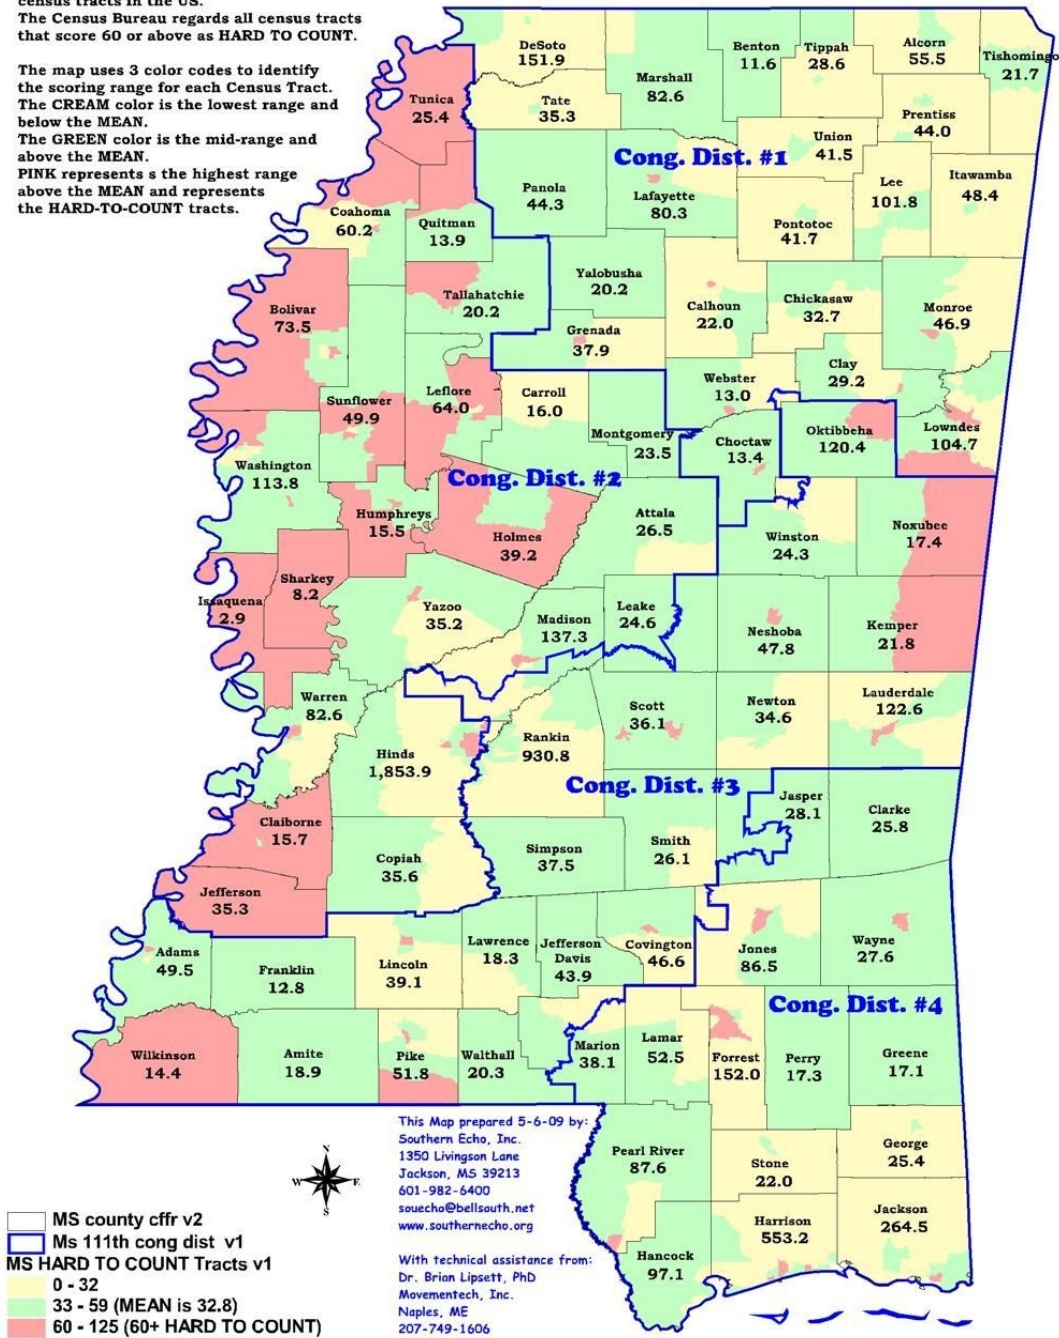 census tracts in the US.
The Census Bureau regards all census tracts
that score 60 or above as HARD TO COUNT.
The map uses 3 color codes to identify
the scoring range for each Census Tract.
The CREAM color is the lowest range and
below the MEAN.
The GREEN color is the mid-range and
above the MEAN.
PINK represents s the highest range
above the MEAN and represents
the HARD-TO-COUNT tracts.
DeSoto
151.9
Marshall
82.6
Benton
11.6
Tippah
28.6
Alcorn
55.5
Tishomingo
21.7
Tunica
25.4
Tate
35.3
Prentiss
44.0
Union
41.5
Cong. Dist. #1
Panola
44.3
Lafayette
80.3
Lee
101.8
Itawamba
48.4
Coahoma
60.2
Quitman
13.9
Pontotoc
41.7
Tallahatchie
20.2
Yalobusha
20.2
Calhoun
22.0
Chickasaw
32.7
Monroe
46.9
Bolivar
73.5
Grenada
37.9
Sunflower
49.9
Leflore
64.0
Carroll
16.0
Webster
13.0
Clay
29.2
Montgomery
23.5
Choctaw
13.4
Oktibbeha
120.4
Lowndes
104.7
Washington
113.8
Cong. Dist. #2
Humphreys
15.5
Holmes
39.2
Attala
26.5
Winston
24.3
Noxubee
17.4
Sharkey
8.2
Issaquena
2.9
Yazoo
35.2
Madison
137.3
Leake
24.6
Neshoba
47.8
Kemper
21.8
Warren
82.6
Scott
36.1
Newton
34.6
Lauderdale
122.6
Hinds
1,853.9
Rankin
930.8
Cong. Dist. #3
Jasper
28.1
Clarke
25.8
Claiborne
15.7
Copiah
35.6
Simpson
37.5
Smith
26.1
Jefferson
35.3
Adams
49.5
Franklin
12.8
Lincoln
39.1
Lawrence
18.3
Jefferson
Davis
43.9
Covington
46.6
Jones
86.5
Wayne
27.6
Cong. Dist. #4
Wilkinson
14.4
Amite
18.9
Pike
51.8
Walthall
20.3
Marion
38.1
Lamar
52.5
Forrest
152.0
Perry
17.3
Greene
17.1
Pearl River
87.6
Stone
22.0
George
25.4
Hancock
97.1
Harrison
553.2
Jackson
264.5
This Map prepared 5-6-09 by:
Southern Echo, Inc.
1350 Livingson Lane
Jackson, MS 39213
601-982-6400
souecho@bellsouth.net
www.southernecho.org
With technical assistance from:
Dr. Brian Lipsett, PhD
Movementech, Inc.
Naples, ME
207-749-1606
N
W E
S
MS county cffr v2
Ms 111th cong dist v1
MS HARD TO COUNT Tracts v1
0 - 32
33 - 59 (MEAN is 32.8)
60 - 125 (60+ HARD TO COUNT)